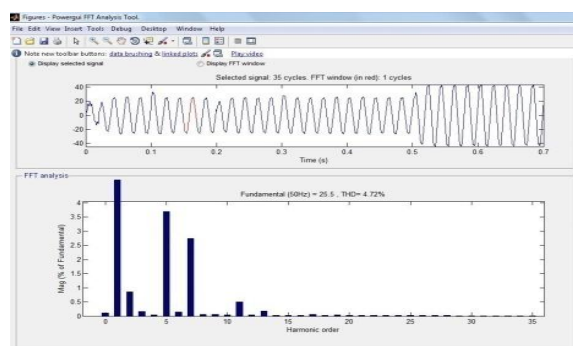 Figures - Powergui FFT Analysis Tool.
File Edit View Insert Tools Debug Desktop Window Help
Note new toolbar buttons: data brushing & linked plots Play video
Display selected signal Display FFT window
Selected signal: 35 cycles. FFT window (in red): 1 cycles
40
20
0
-20
-40
0 0.1 0.2 0.3 0.4 0.5 0.6 0.7
Time (s)
FFT analysis
Fundamental (50Hz) = 25.5 , THD= 4.72%
4
3.5
3
2.5
2
1.5
1
0.5
0
Mag (% of Fundamental)
0 5 10 15 20 25 30 35
Harmonic order